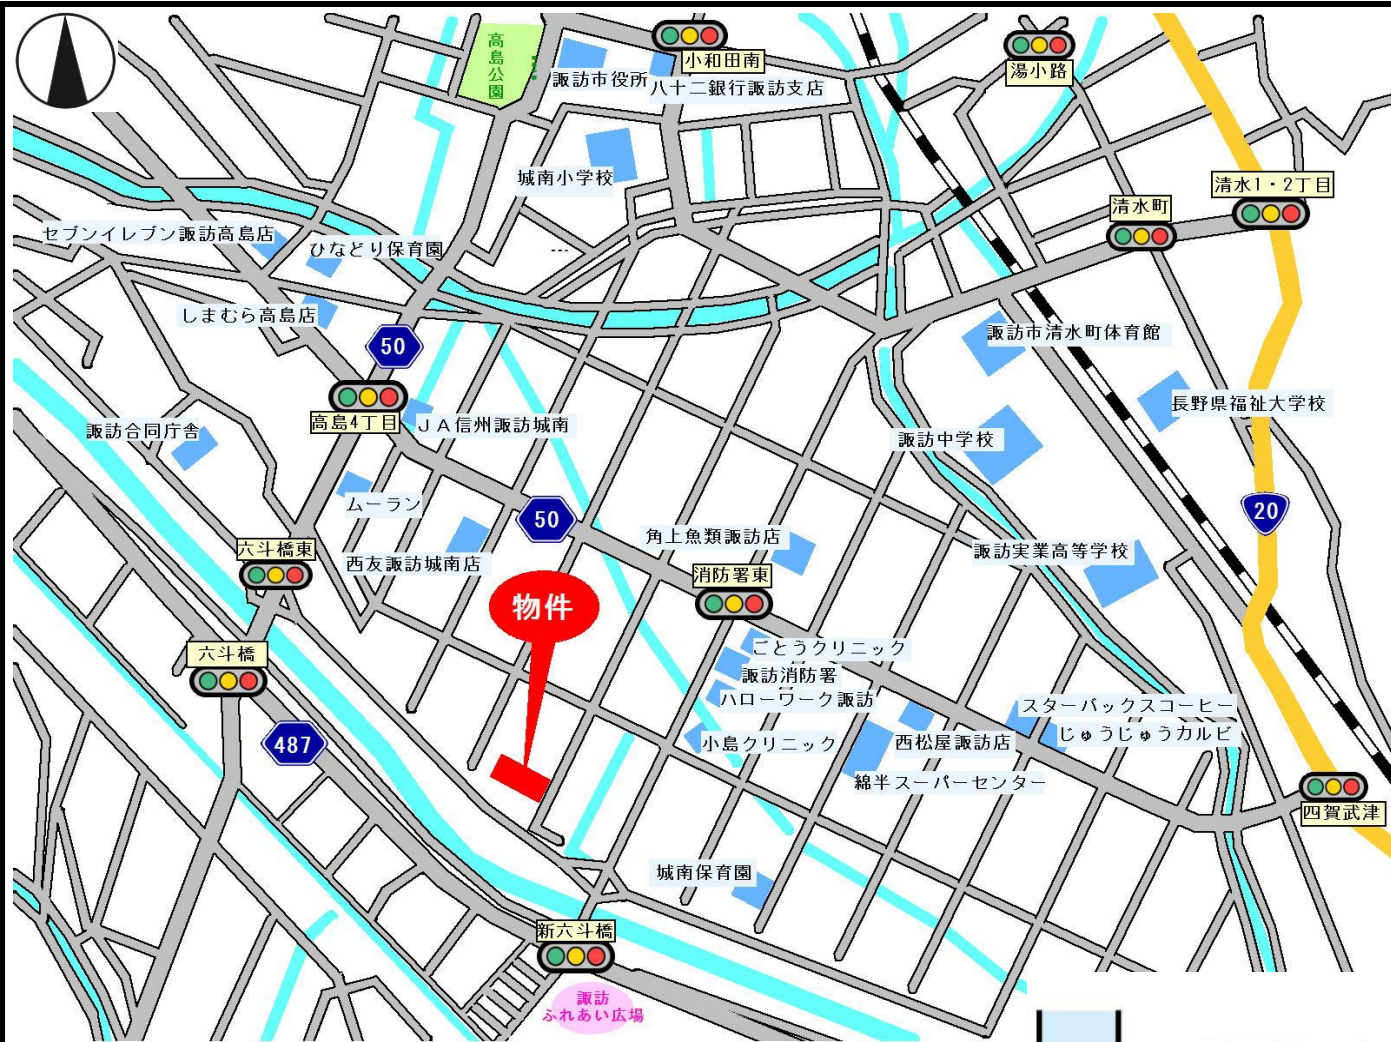 高島公園
諏訪市役所
小和田南
八十二銀行諏訪支店
湯小路
城南小学校
清水1・2丁目
清水町
セブンイレブン諏訪高島店
ひなどり保育園
しまむら高島店
50
諏訪市清水町体育館
高島4丁目
JA信州諏訪城南
長野県福祉大学校
諏訪合同庁舎
諏訪中学校
ムーラン
50
20
角上魚類諏訪店
西友諏訪城南店
諏訪実業高等学校
六斗橋東
消防署東
物件
六斗橋
ごとうクリニック
諏訪消防署
ハローワーク諏訪
スターバックスコーヒー
じゅうじゅうカルビ
487
小島クリニック
西松屋諏訪店
綿半スーパーセンター
四賀武津
城南保育園
新六斗橋
諏訪
ふれあい広場